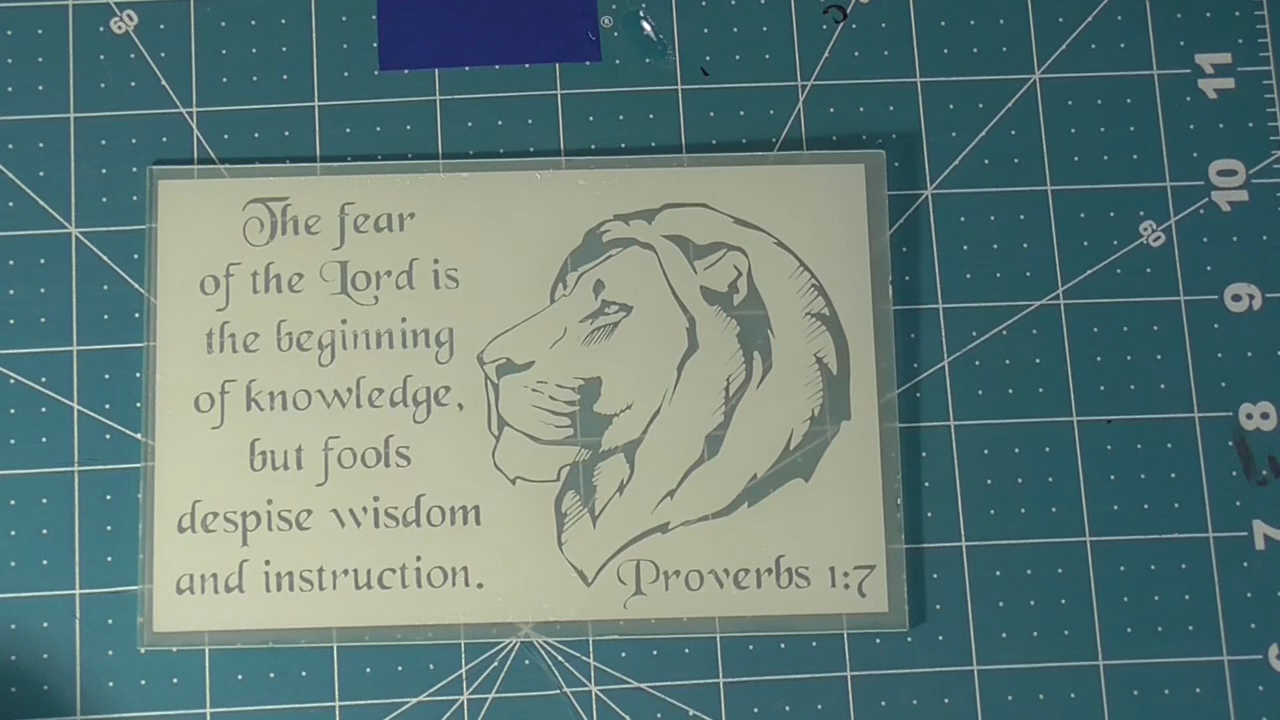 60
®
11
10
60
9
8
7
6
The fear
of the Lord is
the beginning
of knowledge,
but fools
despise wisdom
and instruction.
Proverbs 1:7